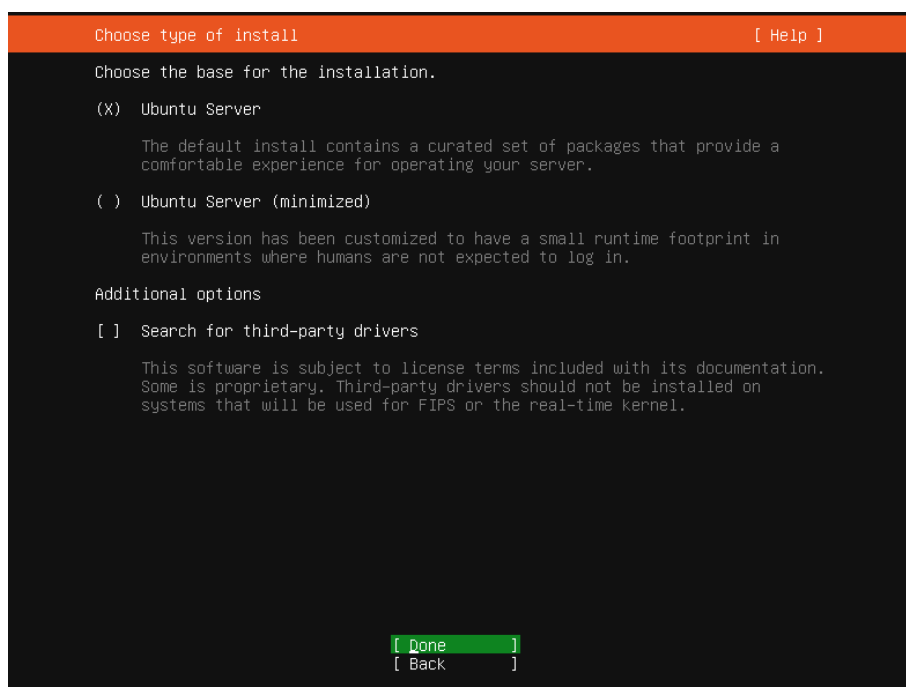 Choose type of install [ Help ]
Choose the base for the installation.
(X) Ubuntu Server
The default install contains a curated set of packages that provide a
comfortable experience for operating your server.
( ) Ubuntu Server (minimized)
This version has been customized to have a small runtime footprint in
environments where humans are not expected to log in.
Additional options
[ ] Search for third-party drivers
This software is subject to license terms included with its documentation.
Some is proprietary. Third-party drivers should not be installed on
systems that will be used for FIPS or the real-time kernel.
[ Done ]
[ Back ]